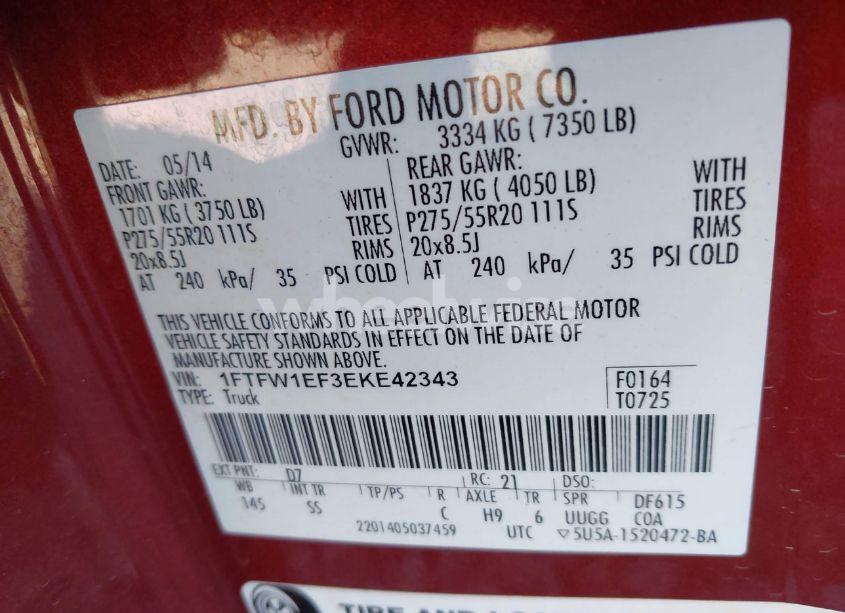 MFD. BY FORD MOTOR CO.
DATE: 05/14 GVWR: 3334 KG ( 7350 LB)
FRONT GAWR: REAR GAWR:
1701 KG ( 3750 LB) WITH 1837 KG ( 4050 LB) WITH
P275/55R20 111S TIRES P275/55R20 111S TIRES
20x8.5J RIMS 20x8.5J RIMS
AT 240 kPa/ 35 PSI COLD AT 240 kPa/ 35 PSI COLD
THIS VEHICLE CONFORMS TO ALL APPLICABLE FEDERAL MOTOR
VEHICLE SAFETY STANDARDS IN EFFECT ON THE DATE OF
MANUFACTURE SHOWN ABOVE.
VIN: 1FTFW1EF3EKE42343 F0164
TYPE: Truck T0725
EXT PNT: D7 RC: 21 DSO:
WB INT TR TP/PS R AXLE TR SPR DF615
145 SS C H9 6 UUGG COA
2201405037459 UTC ▽5U5A-1520472-BA
TIRE AND